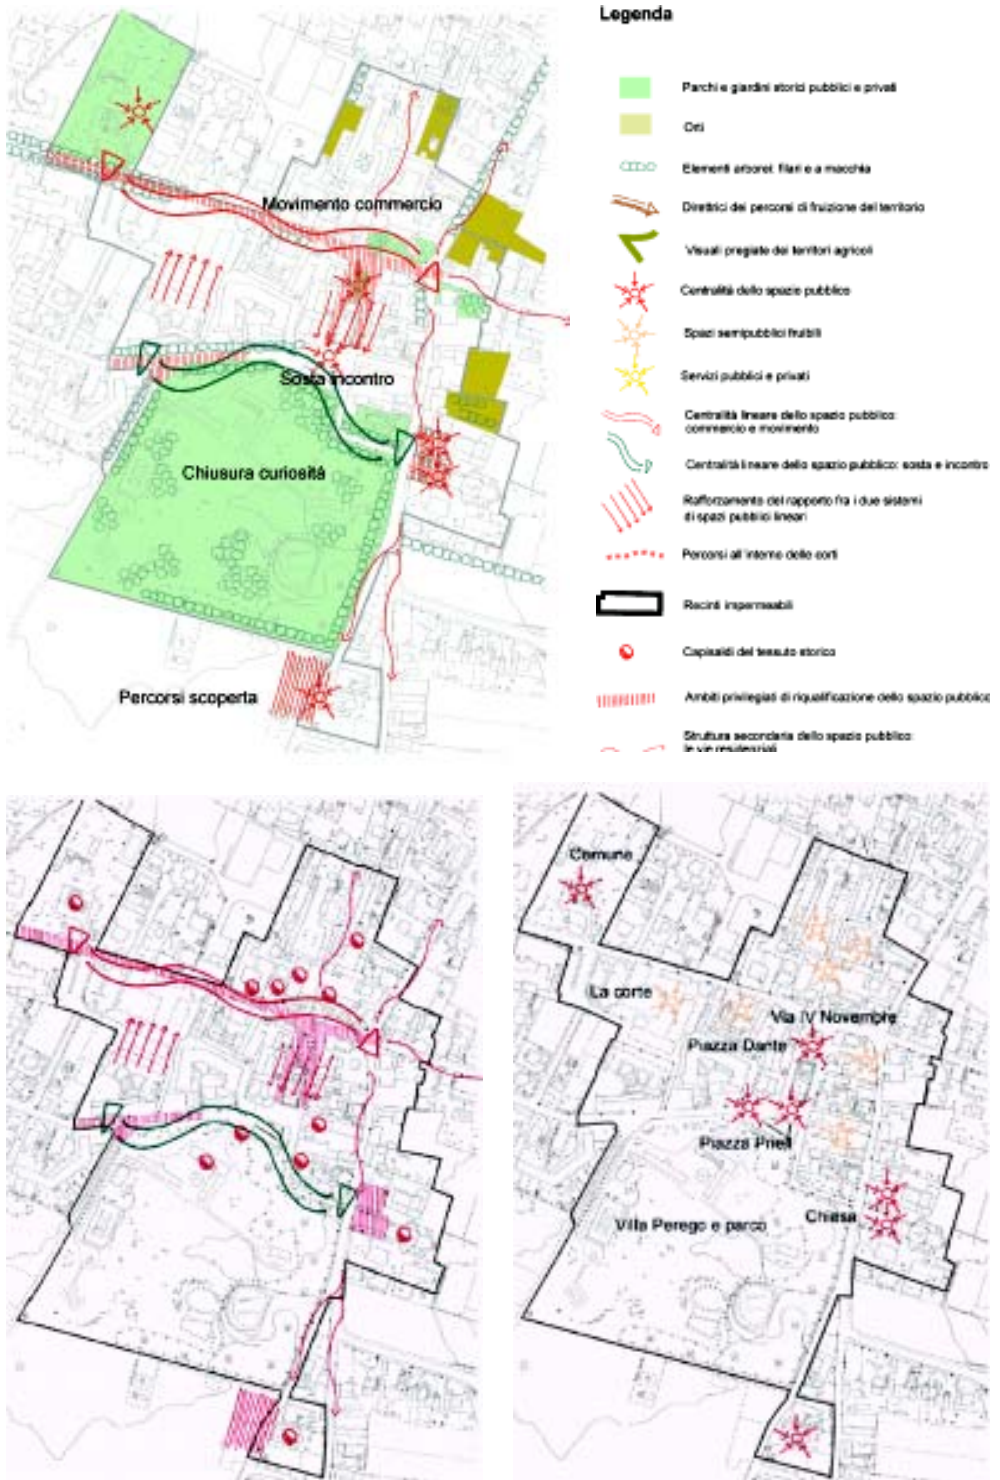 Legenda
Parchi e giardini storici pubblici e privati
Orti
Elementi arborei: filari e a macchia
Direttrici dei percorsi di fruizione del territorio
Visuali pregiate dei territori agricoli
Centralità dello spazio pubblico
Spazi semipubblici fruibili
Servizi pubblici e privati
Centralità lineare dello spazio pubblico:
commercio e movimento
Centralità lineare dello spazio pubblico: sosta e incontro
Rafforzamento del rapporto fra i due sistemi
di spazi pubblici lineari
Percorsi all'interno delle corti
Recinti impermeabili
Capisaldi del tessuto storico
Ambiti privilegiati di riqualificazione dello spazio pubblico
Struttura secondaria dello spazio pubblico:
le vie residenziali
Movimento commercio
Sosta incontro
Chiusura curiosità
Percorsi scoperta
Comune
La corte
Via IV Novembre
Piazza Dante
Piazza Prieli
Villa Perego e parco
Chiesa